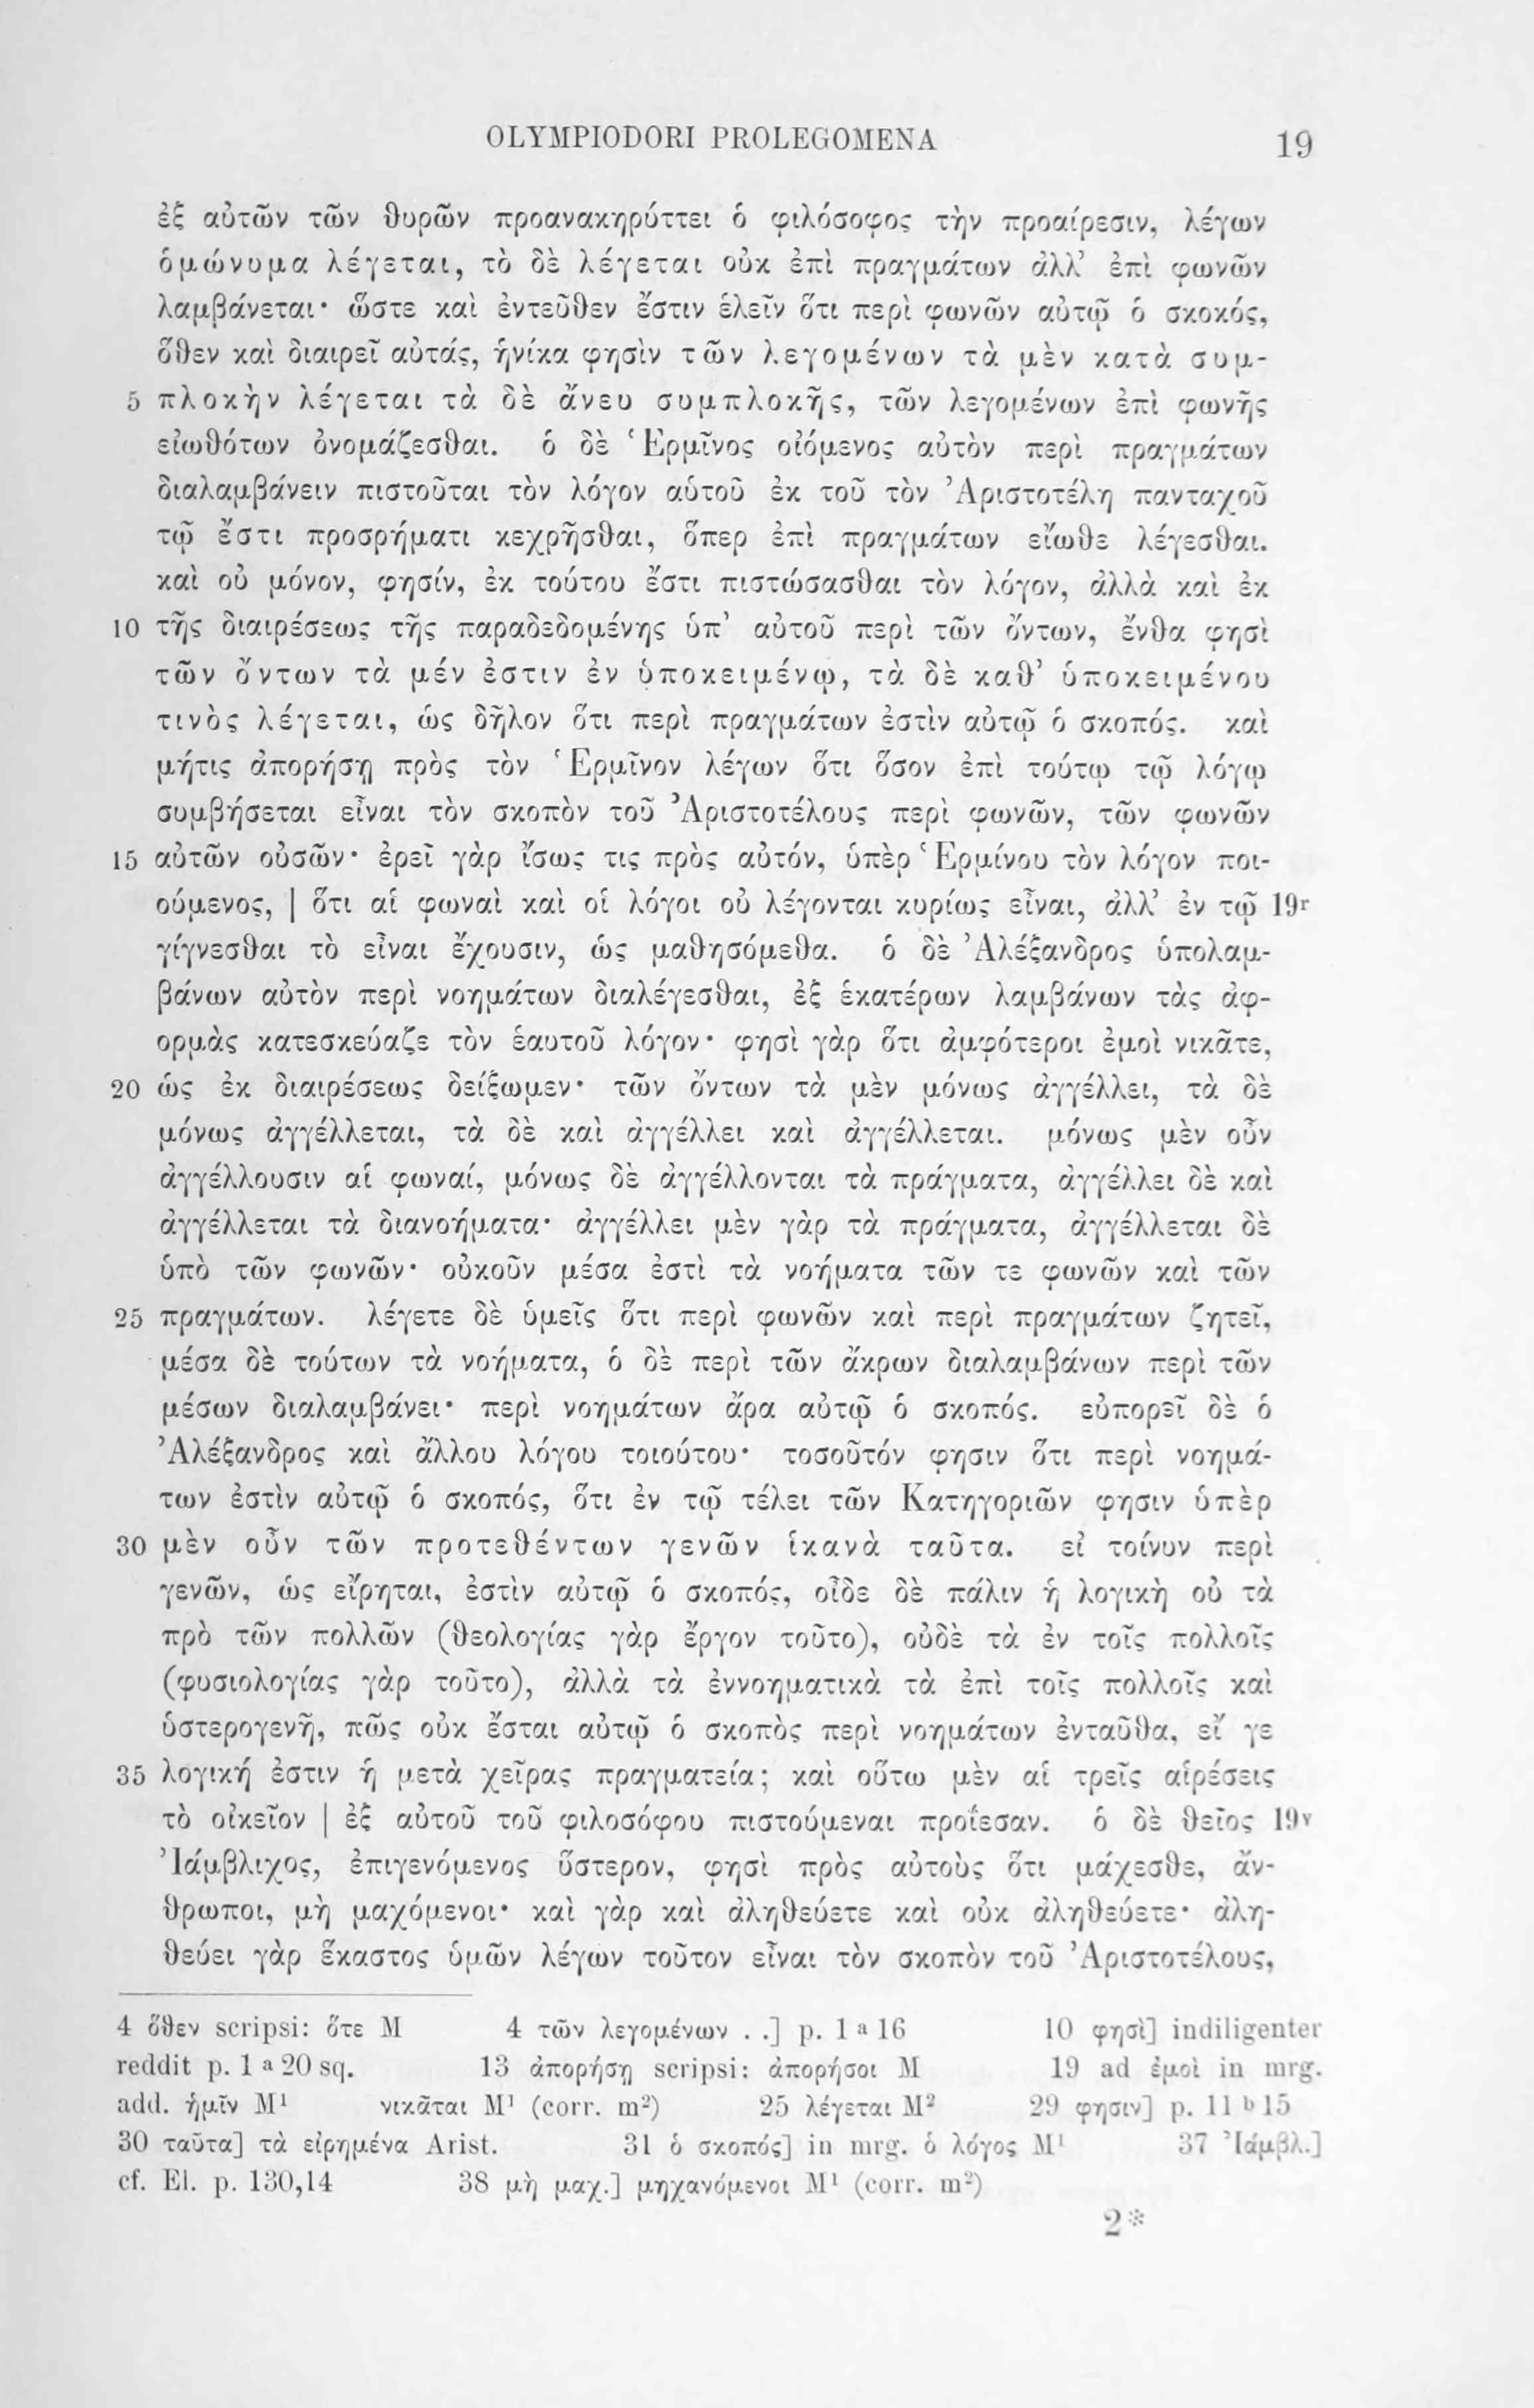 OLYMPIODORI PROLEGOMENA 19
ἐξ αὐτῶν τῶν θυρῶν προανακηρύττει ὁ φιλόσοφος τὴν προαίρεσιν, λέγων
ὁμώνυμα λέγεται, τὸ δὲ λέγεται οὐκ ἐπὶ πραγμάτων ἀλλ’ ἐπὶ φωνῶν
λαμβάνεται· ὥστε καὶ ἐντεῦθεν ἔστιν ἑλεῖν ὅτι περὶ φωνῶν αὐτῷ ὁ σκοκός,
ὅθεν καὶ διαιρεῖ αὐτάς, ἡνίκα φησὶν τῶν λεγομένων τὰ μὲν κατὰ συμ-
5 πλοκὴν λέγεται τὰ δὲ ἄνευ συμπλοκῆς, τῶν λεγομένων ἐπὶ φωνῆς
εἰωθότων ὀνομάζεσθαι. ὁ δὲ Ἑρμῖνος οἰόμενος αὐτὸν περὶ πραγμάτων
διαλαμβάνειν πιστοῦται τὸν λόγον αὑτοῦ ἐκ τοῦ τὸν Ἀριστοτέλη πανταχοῦ
τῷ ἔστι προσρήματι κεχρῆσθαι, ὅπερ ἐπὶ πραγμάτων εἴωθε λέγεσθαι.
καὶ οὐ μόνον, φησίν, ἐκ τούτου ἔστι πιστώσασθαι τὸν λόγον, ἀλλὰ καὶ ἐκ
10 τῆς διαιρέσεως τῆς παραδεδομένης ὑπ’ αὐτοῦ περὶ τῶν ὄντων, ἔνθα φησὶ
τῶν ὄντων τὰ μέν ἐστιν ἐν ὑποκειμένῳ, τὰ δὲ καθ’ ὑποκειμένου
τινὸς λέγεται, ὡς δῆλον ὅτι περὶ πραγμάτων ἐστὶν αὐτῷ ὁ σκοπός. καὶ
μήτις ἀπορήσῃ πρὸς τὸν Ἑρμῖνον λέγων ὅτι ὅσον ἐπὶ τούτῳ τῷ λόγῳ
συμβήσεται εἶναι τὸν σκοπὸν τοῦ Ἀριστοτέλους περὶ φωνῶν, τῶν φωνῶν
15 αὐτῶν οὐσῶν· ἐρεῖ γὰρ ἴσως τις πρὸς αὐτόν, ὑπὲρ Ἑρμίνου τὸν λόγον ποι-
ούμενος, | ὅτι αἱ φωναὶ καὶ οἱ λόγοι οὐ λέγονται κυρίως εἶναι, ἀλλ’ ἐν τῷ 19r
γίγνεσθαι τὸ εἶναι ἔχουσιν, ὡς μαθησόμεθα. ὁ δὲ Ἀλέξανδρος ὑπολαμ-
βάνων αὐτὸν περὶ νοημάτων διαλέγεσθαι, ἐξ ἑκατέρων λαμβάνων τὰς ἀφ-
ορμὰς κατεσκεύαζε τὸν ἑαυτοῦ λόγον· φησὶ γὰρ ὅτι ἀμφότεροι ἐμοὶ νικᾶτε,
20 ὡς ἐκ διαιρέσεως δείξωμεν· τῶν ὄντων τὰ μὲν μόνως ἀγγέλλει, τὰ δὲ
μόνως ἀγγέλλεται, τὰ δὲ καὶ ἀγγέλλει καὶ ἀγγέλλεται. μόνως μὲν οὖν
ἀγγέλλουσιν αἱ φωναί, μόνως δὲ ἀγγέλλονται τὰ πράγματα, ἀγγέλλει δὲ καὶ
ἀγγέλλεται τὰ διανοήματα· ἀγγέλλει μὲν γὰρ τὰ πράγματα, ἀγγέλλεται δὲ
ὑπὸ τῶν φωνῶν· οὐκοῦν μέσα ἐστὶ τὰ νοήματα τῶν τε φωνῶν καὶ τῶν
25 πραγμάτων. λέγετε δὲ ὑμεῖς ὅτι περὶ φωνῶν καὶ περὶ πραγμάτων ζητεῖ,
μέσα δὲ τούτων τὰ νοήματα, ὁ δὲ περὶ τῶν ἄκρων διαλαμβάνων περὶ τῶν
μέσων διαλαμβάνει· περὶ νοημάτων ἄρα αὐτῷ ὁ σκοπός. εὐπορεῖ δὲ ὁ
Ἀλέξανδρος καὶ ἄλλου λόγου τοιούτου· τοσοῦτόν φησιν ὅτι περὶ νοημά-
των ἐστὶν αὐτῷ ὁ σκοπός, ὅτι ἐν τῷ τέλει τῶν Κατηγοριῶν φησιν ὑπὲρ
30 μὲν οὖν τῶν προτεθέντων γενῶν ἱκανὰ ταῦτα. εἰ τοίνυν περὶ
γενῶν, ὡς εἴρηται, ἐστὶν αὐτῷ ὁ σκοπός, οἶδε δὲ πάλιν ἡ λογικὴ οὐ τὰ
πρὸ τῶν πολλῶν (θεολογίας γὰρ ἔργον τοῦτο), οὐδὲ τὰ ἐν τοῖς πολλοῖς
(φυσιολογίας γὰρ τοῦτο), ἀλλὰ τὰ ἐννοηματικὰ τὰ ἐπὶ τοῖς πολλοῖς καὶ
ὑστερογενῆ, πῶς οὐκ ἔσται αὐτῷ ὁ σκοπὸς περὶ νοημάτων ἐνταῦθα, εἴ γε
35 λογική ἐστιν ἡ μετὰ χεῖρας πραγματεία; καὶ οὕτω μὲν αἱ τρεῖς αἱρέσεις
τὸ οἰκεῖον | ἐξ αὐτοῦ τοῦ φιλοσόφου πιστούμεναι προΐεσαν. ὁ δὲ θεῖος 19v
Ἰάμβλιχος, ἐπιγενόμενος ὕστερον, φησὶ πρὸς αὐτοὺς ὅτι μάχεσθε, ἄν-
θρωποι, μὴ μαχόμενοι· καὶ γὰρ καὶ ἀληθεύετε καὶ οὐκ ἀληθεύετε· ἀλη-
θεύει γὰρ ἕκαστος ὑμῶν λέγων τοῦτον εἶναι τὸν σκοπὸν τοῦ Ἀριστοτέλους,
4 ὅθεν scripsi: ὅτε M 4 τῶν λεγομένων . .] p. 1 a 16 10 φησὶ] indiligenter
reddit p. 1 a 20 sq. 13 ἀπορήσῃ scripsi: ἀπορήσοι M 19 ad ἐμοὶ in mrg.
add. ἡμῖν M¹ νικᾶται M¹ (corr. m²) 25 λέγεται M² 29 φησιν] p. 11 b 15
30 ταῦτα] τὰ εἰρημένα Arist. 31 ὁ σκοπός] in mrg. ὁ λόγος M¹ 37 Ἰάμβλ.]
cf. El. p. 130,14 38 μὴ μαχ.] μηχανόμενοι M¹ (corr. m²)
2*